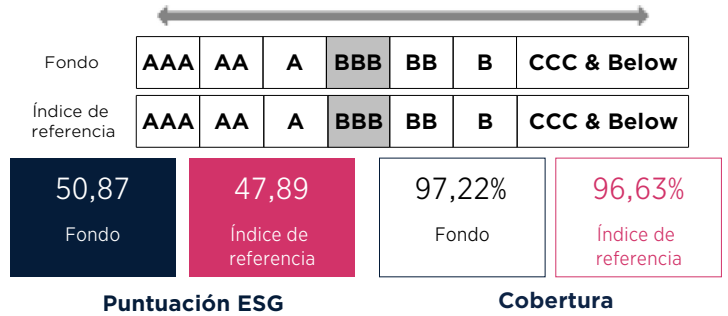 Fondo AAA AA A BBB BB B CCC & Below
Índice de
referencia AAA AA A BBB BB B CCC & Below
50,87 47,89 97,22% 96,63%
Fondo Índice de Fondo Índice de
referencia referencia
Puntuación ESG Cobertura